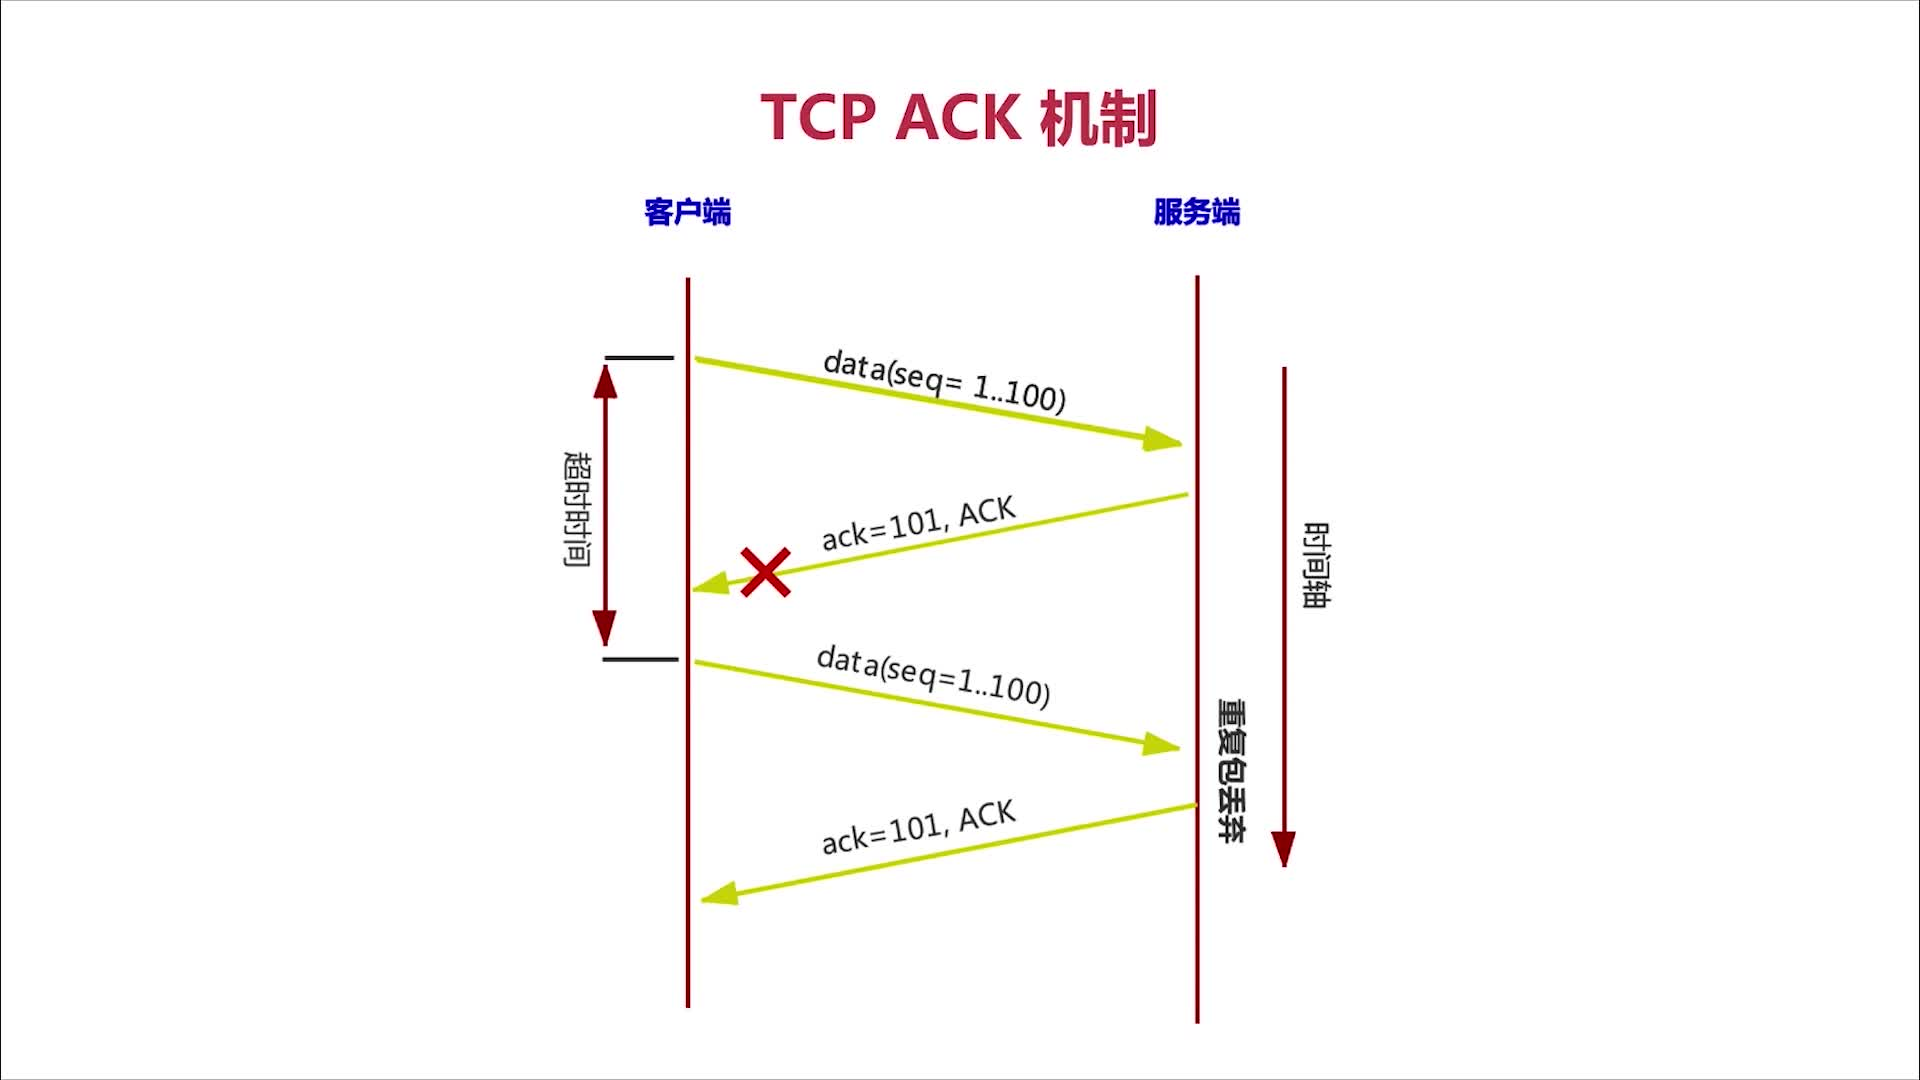 TCP ACK 机制
客户端
服务端
data(seq= 1..100)
超时时间
ack=101, ACK
时间轴
data(seq=1..100)
重复包丢弃
ack=101, ACK